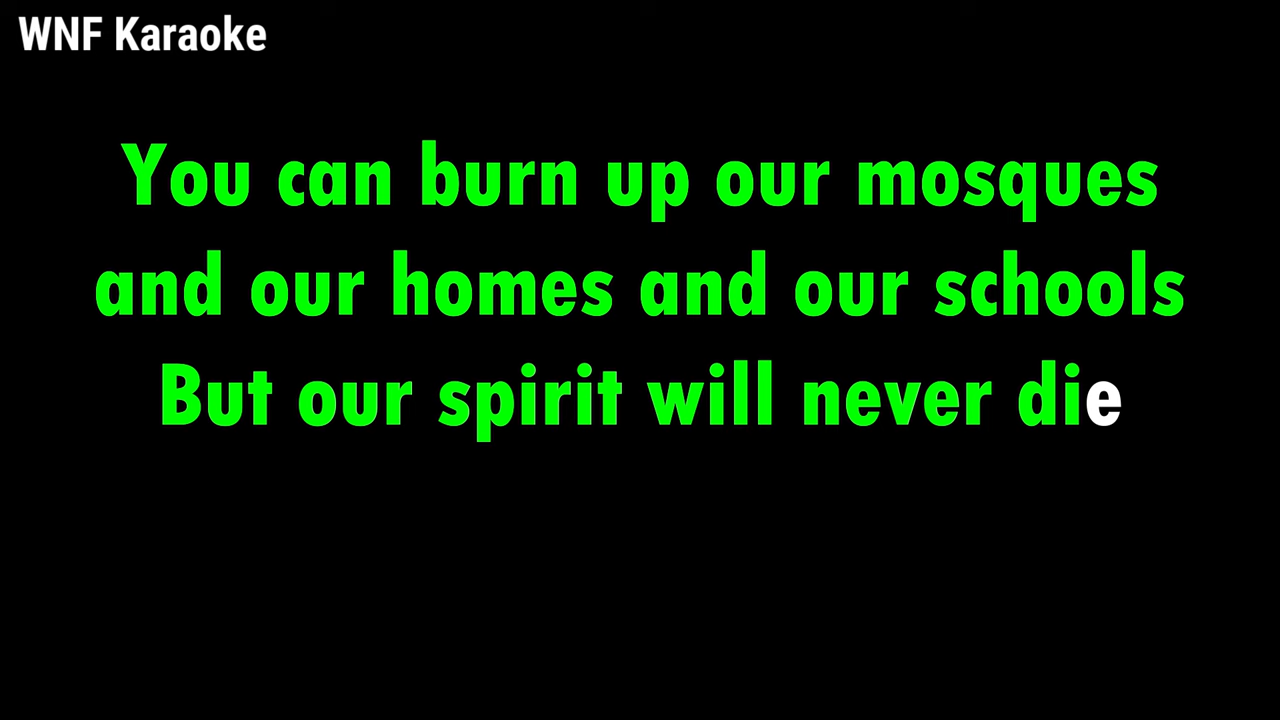 WNF Karaoke
You can burn up our mosques
and our homes and our schools
But our spirit will never die